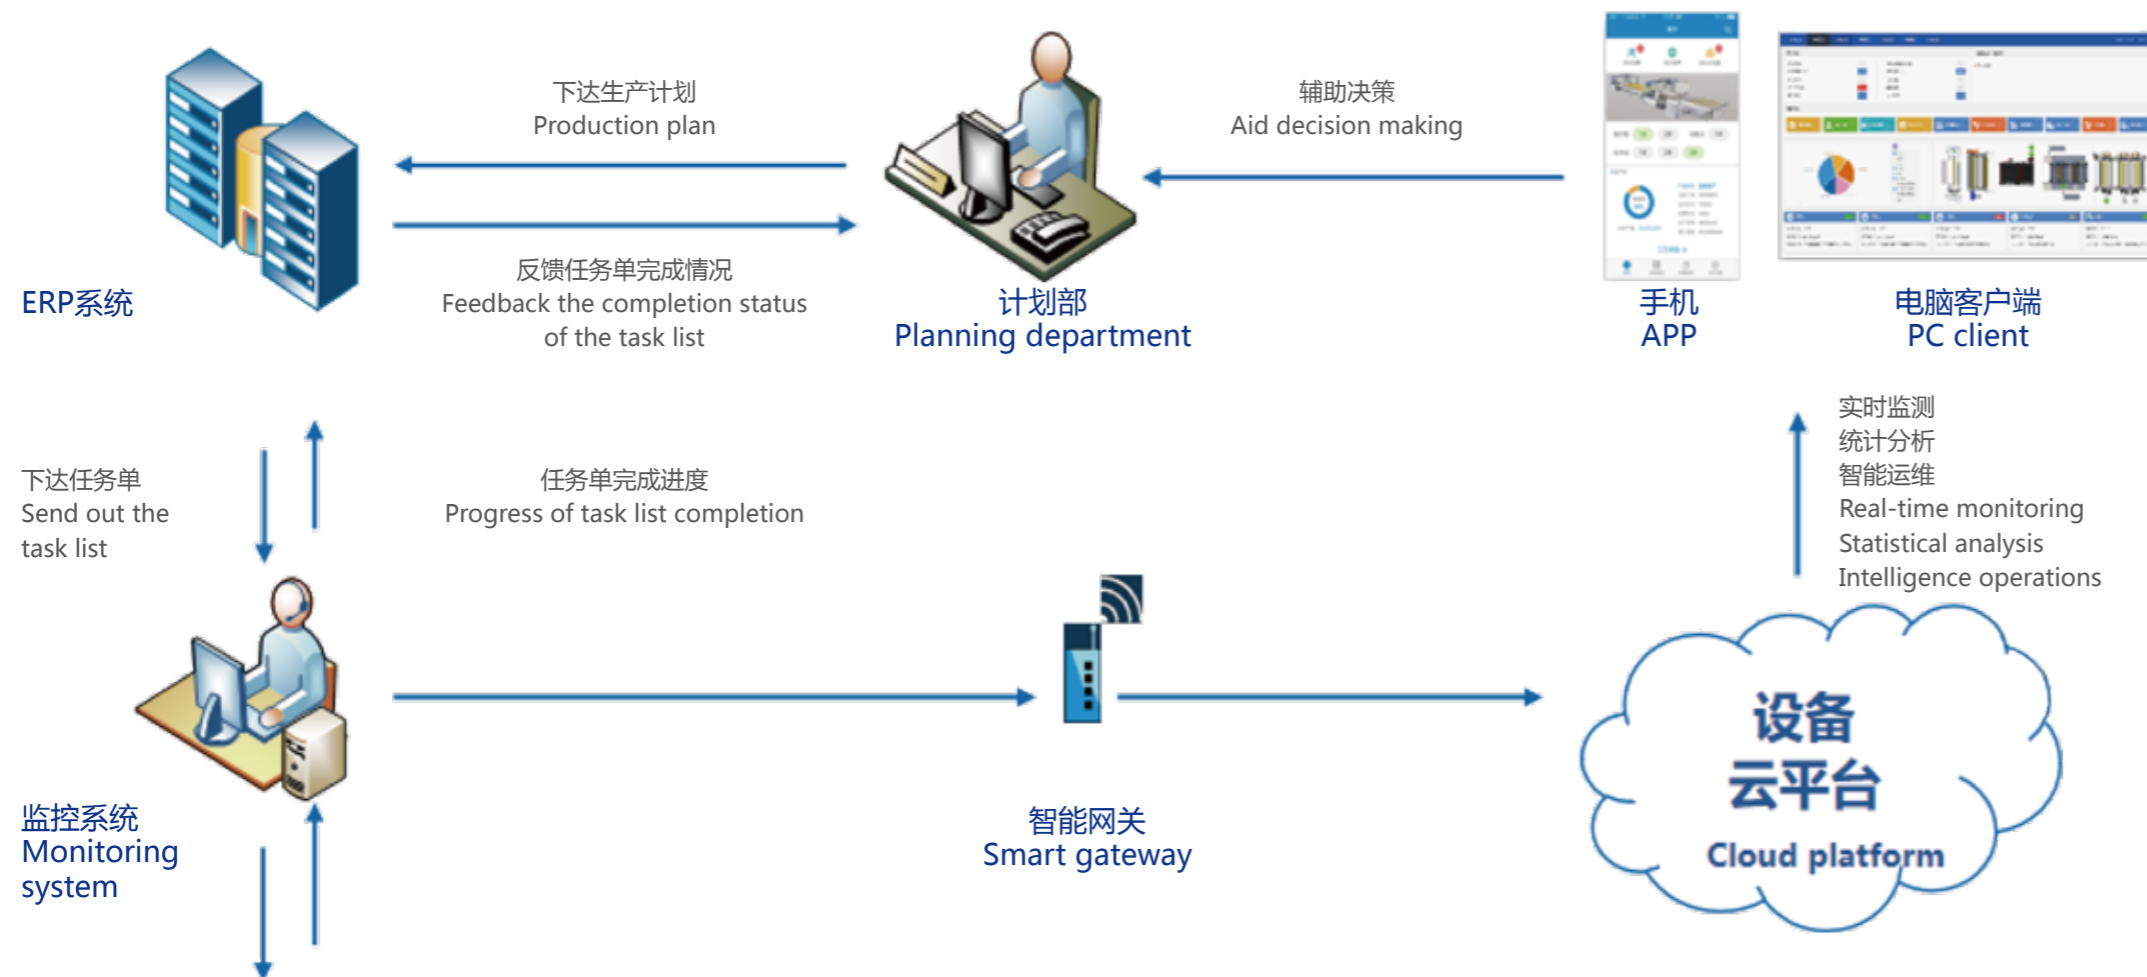 下达生产计划
Production plan
辅助决策
Aid decision making
反馈任务单完成情况
Feedback the completion status
of the task list
ERP系统
计划部
Planning department
手机
APP
电脑客户端
PC client
下达任务单
Send out the
task list
任务单完成进度
Progress of task list completion
实时监测
统计分析
智能运维
Real-time monitoring
Statistical analysis
Intelligence operations
监控系统
Monitoring
system
智能网关
Smart gateway
设备
云平台
Cloud platform